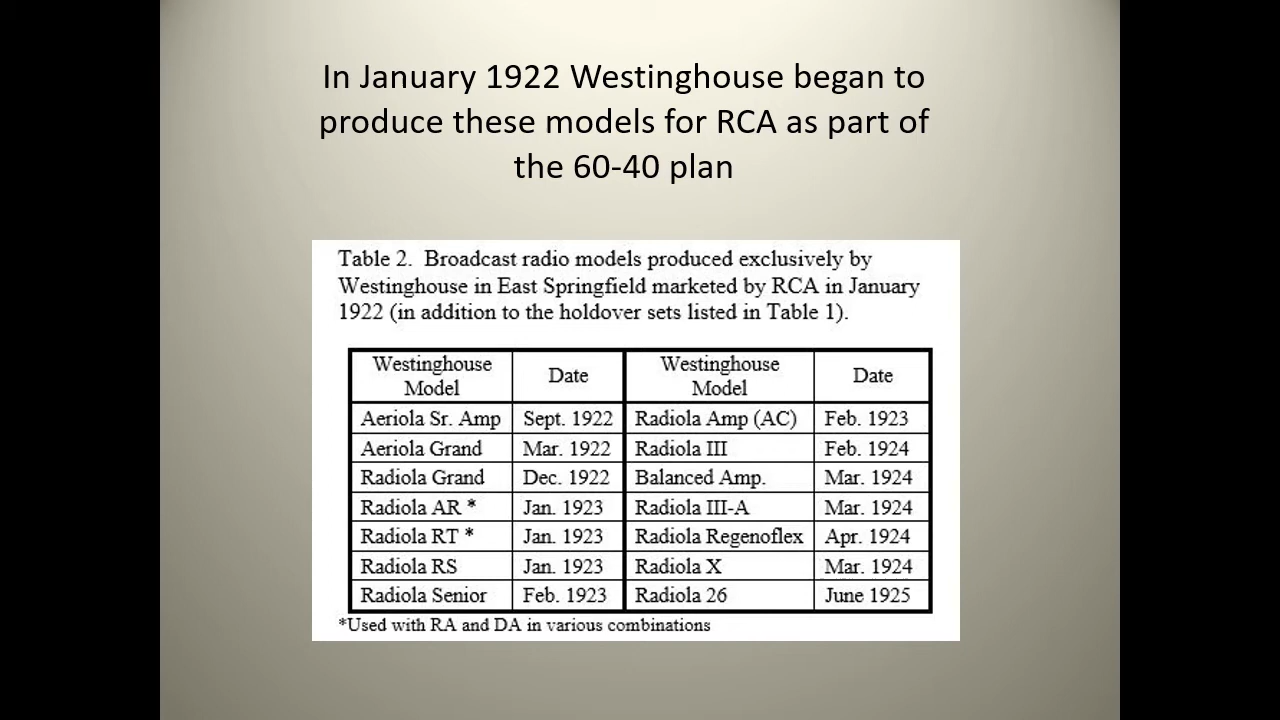 In January 1922 Westinghouse began to
produce these models for RCA as part of
the 60-40 plan
Table 2. Broadcast radio models produced exclusively by
Westinghouse in East Springfield marketed by RCA in January
1922 (in addition to the holdover sets listed in Table 1).
Westinghouse Model Date Westinghouse Model Date
Aeriola Sr. Amp Sept. 1922 Radiola Amp (AC) Feb. 1923
Aeriola Grand Mar. 1922 Radiola III Feb. 1924
Radiola Grand Dec. 1922 Balanced Amp. Mar. 1924
Radiola AR * Jan. 1923 Radiola III-A Mar. 1924
Radiola RT * Jan. 1923 Radiola Regenoflex Apr. 1924
Radiola RS Jan. 1923 Radiola X Mar. 1924
Radiola Senior Feb. 1923 Radiola 26 June 1925
*Used with RA and DA in various combinations